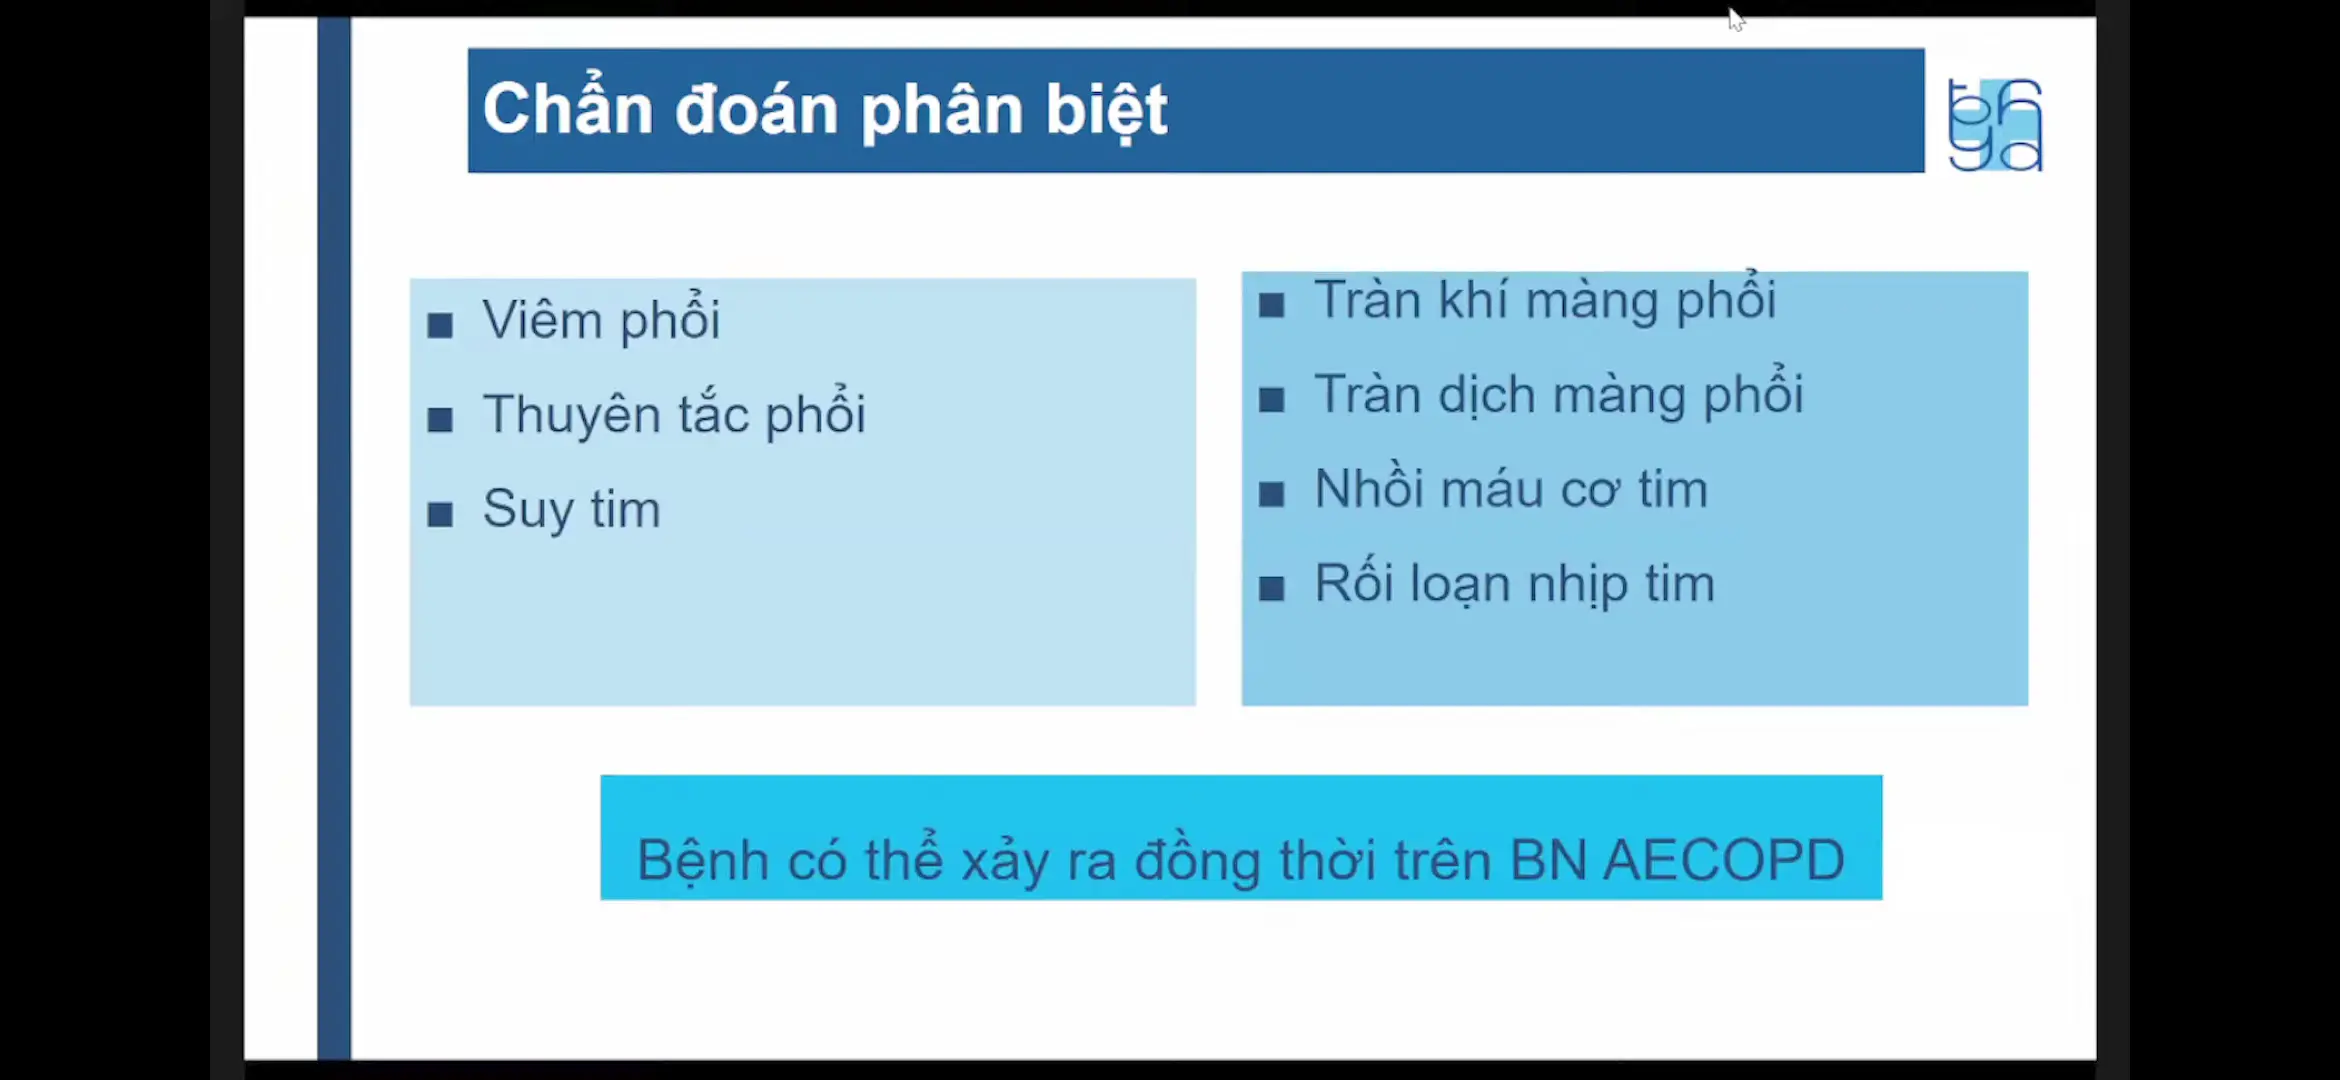 Chẩn đoán phân biệt
Viêm phổi
Thuyên tắc phổi
Suy tim
Tràn khí màng phổi
Tràn dịch màng phổi
Nhồi máu cơ tim
Rối loạn nhịp tim
Bệnh có thể xảy ra đồng thời trên BN AECOPD